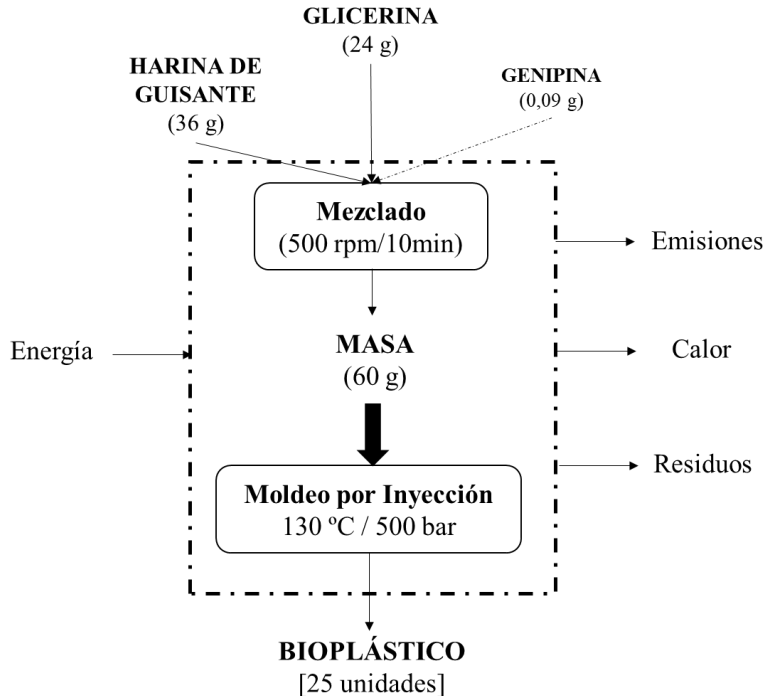 GLICERINA
(24 g)
HARINA DE
GUISANTE
(36 g)
GENIPINA
(0,09 g)
Mezclado
(500 rpm/10min)
Emisiones
Energía
MASA
(60 g)
Calor
Residuos
Moldeo por Inyección
130 ºC / 500 bar
BIOPLÁSTICO
[25 unidades]